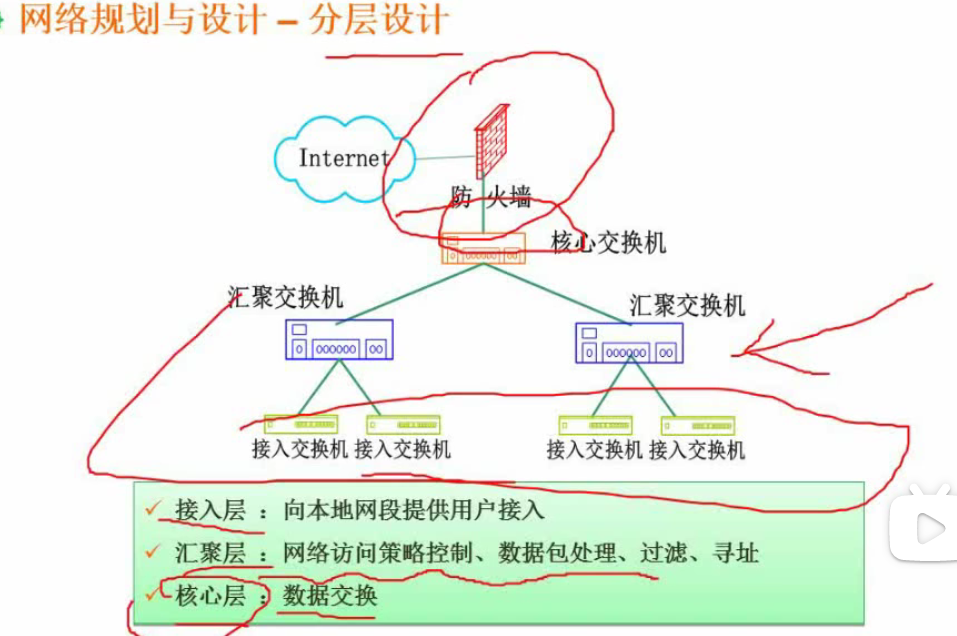 网络规划与设计 – 分层设计
Internet
防 火墙
核心交换机
汇聚交换机
汇聚交换机
接入交换机 接入交换机 接入交换机 接入交换机
接入层 ：向本地网段提供用户接入
汇聚层 ：网络访问策略控制、数据包处理、过滤、寻址
核心层 ：数据交换